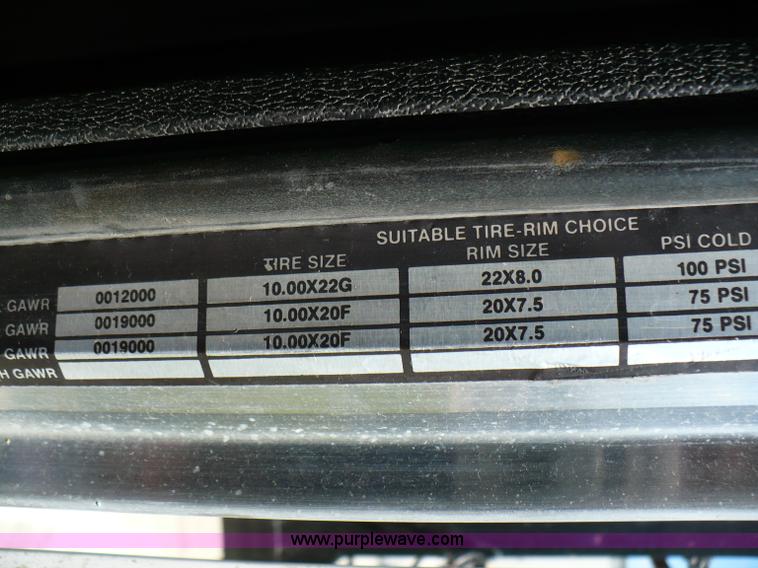 SUITABLE TIRE-RIM CHOICE
TIRE SIZE RIM SIZE PSI COLD
GAWR 0012000 10.00X22G 22X8.0 100 PSI
GAWR 0019000 10.00X20F 20X7.5 75 PSI
GAWR 0019000 10.00X20F 20X7.5 75 PSI
H GAWR
www.purplewave.com